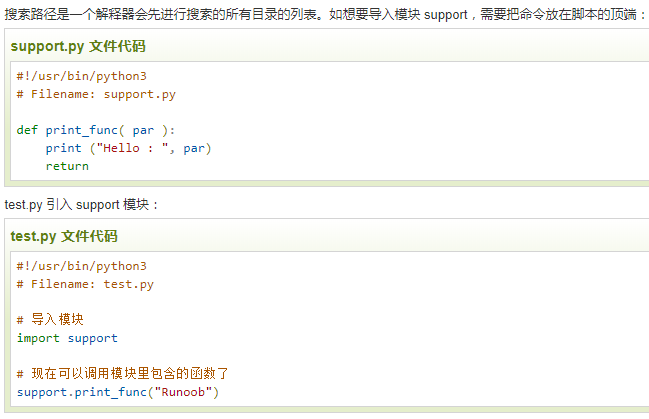 搜索路径是一个解释器会先进行搜索的所有目录的列表。如想要导入模块 support，需要把命令放在脚本的顶端：
support.py 文件代码
#!/usr/bin/python3
# Filename: support.py
def print_func( par ):
    print ("Hello : ", par)
    return
test.py 引入 support 模块：
test.py 文件代码
#!/usr/bin/python3
# Filename: test.py
# 导入模块
import support
# 现在可以调用模块里包含的函数了
support.print_func("Runoob")